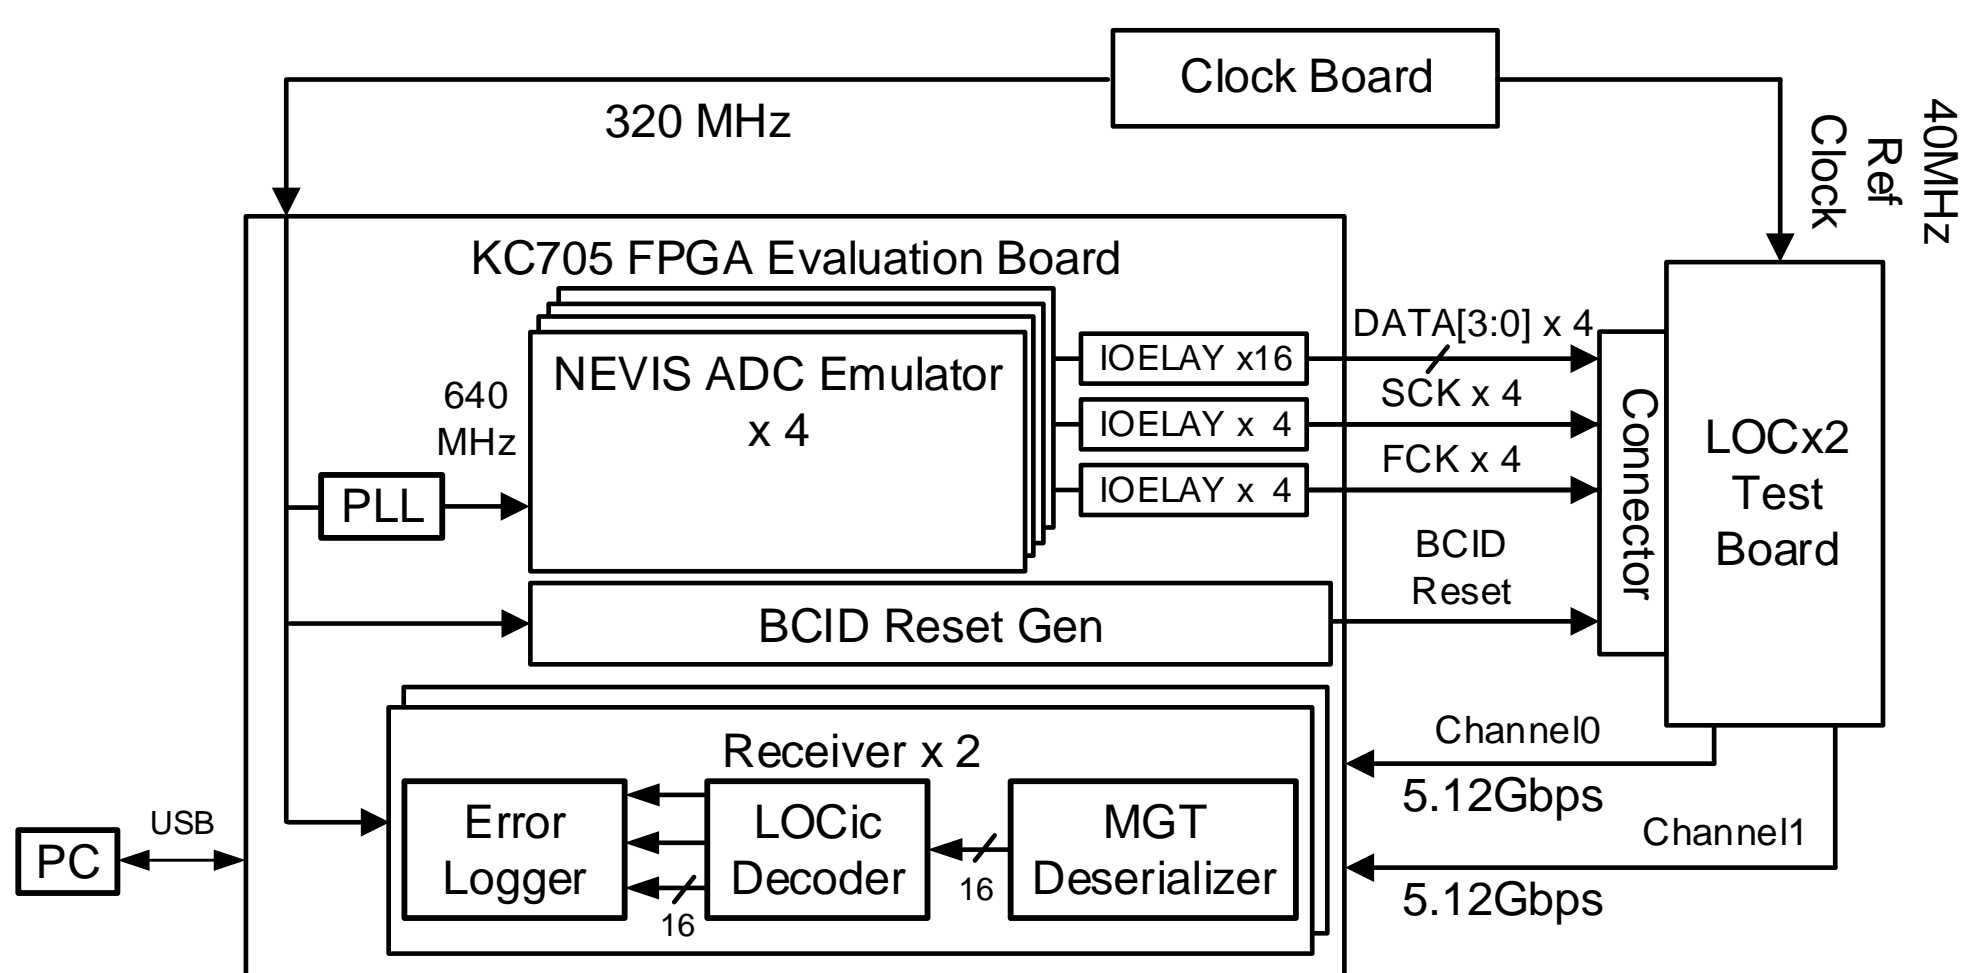 Clock Board
320 MHz
40MHz
Ref
Clock
KC705 FPGA Evaluation Board
NEVIS ADC Emulator
x 4
640
MHz
PLL
IOELAY x16
IOELAY x 4
IOELAY x 4
DATA[3:0] x 4
SCK x 4
FCK x 4
BCID
Reset
Connector
LOCx2
Test
Board
BCID Reset Gen
Receiver x 2
Error
Logger
LOCic
Decoder
MGT
Deserializer
16
16
Channel0
5.12Gbps
Channel1
5.12Gbps
USB
PC